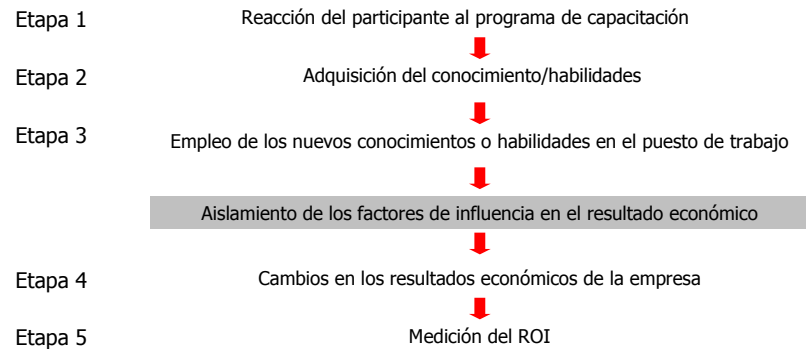 Etapa 1 Reacción del participante al programa de capacitación
Etapa 2 Adquisición del conocimiento/habilidades
Etapa 3 Empleo de los nuevos conocimientos o habilidades en el puesto de trabajo
Aislamiento de los factores de influencia en el resultado económico
Etapa 4 Cambios en los resultados económicos de la empresa
Etapa 5 Medición del ROI